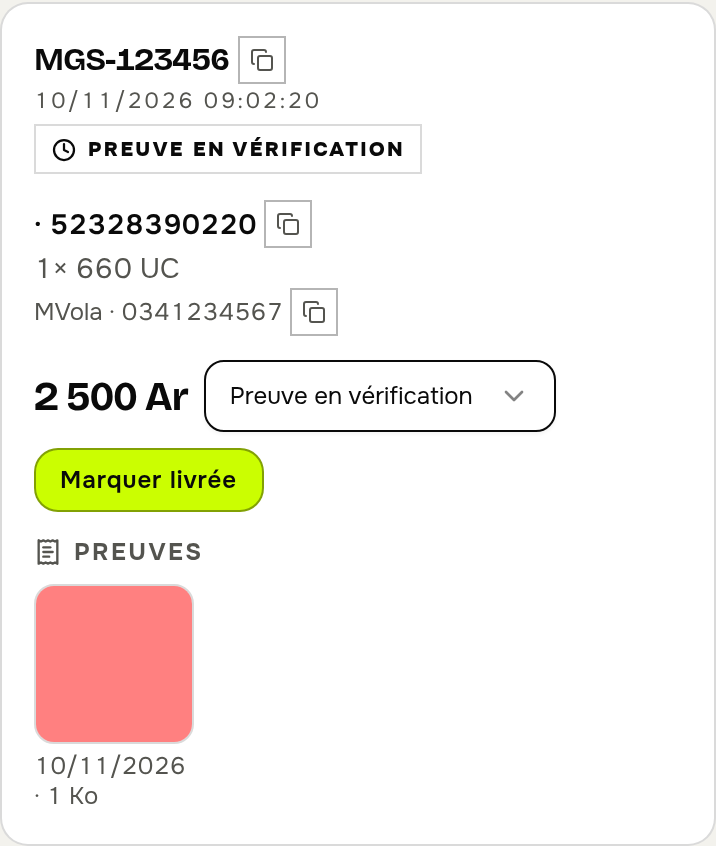 MGS-123456
10/11/2026 09:02:20
PREUVE EN VÉRIFICATION
· 52328390220
1× 660 UC
MVola · 0341234567
2 500 Ar
Preuve en vérification
Marquer livrée
PREUVES
10/11/2026
· 1 Ko